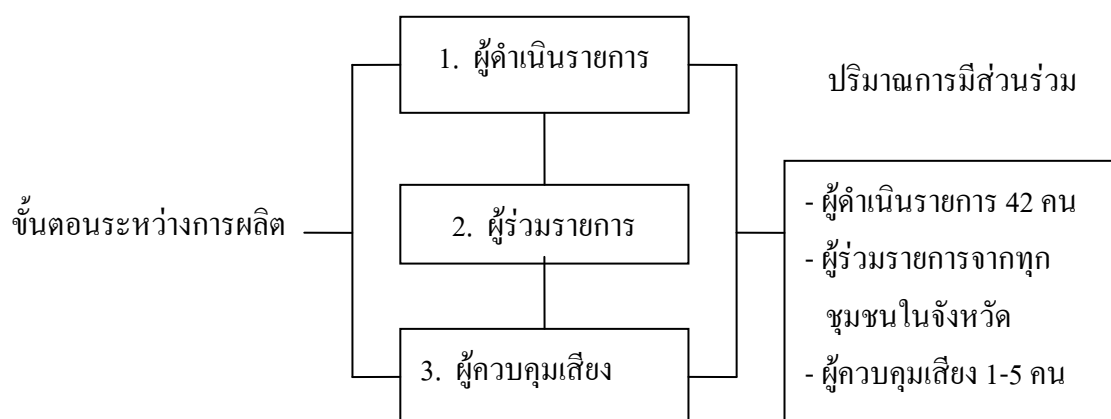 1. ผู้ดำเนินรายการ
ปริมาณการมีส่วนร่วม
ขั้นตอนระหว่างการผลิต
2. ผู้ร่วมรายการ
3. ผู้ควบคุมเสียง
- ผู้ดำเนินรายการ 42 คน
- ผู้ร่วมรายการจากทุก
ชุมชนในจังหวัด
- ผู้ควบคุมเสียง 1-5 คน